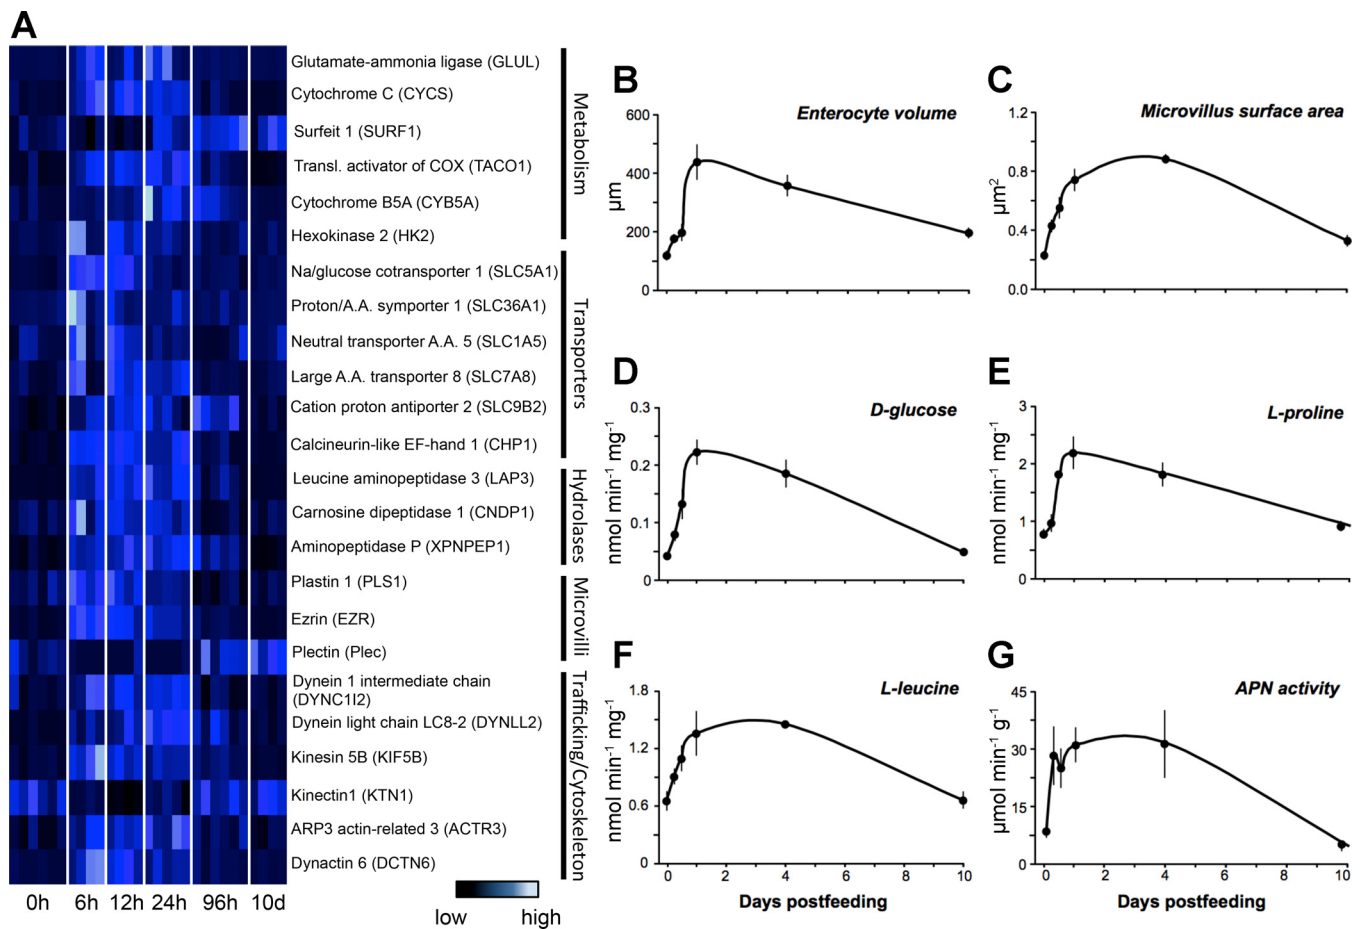 A
Glutamate-ammonia ligase (GLUL)
Cytochrome C (CYCS)
Surfeit 1 (SURF1)
Transl. activator of COX (TACO1)
Cytochrome B5A (CYB5A)
Hexokinase 2 (HK2)
Na/glucose cotransporter 1 (SLC5A1)
Proton/A.A. symporter 1 (SLC36A1)
Neutral transporter A.A. 5 (SLC1A5)
Large A.A. transporter 8 (SLC7A8)
Cation proton antiporter 2 (SLC9B2)
Calcineurin-like EF-hand 1 (CHP1)
Leucine aminopeptidase 3 (LAP3)
Carnosine dipeptidase 1 (CNDP1)
Aminopeptidase P (XPNPEP1)
Plastin 1 (PLS1)
Ezrin (EZR)
Plectin (Plec)
Dynein 1 intermediate chain
(DYNC1I2)
Dynein light chain LC8-2 (DYNLL2)
Kinesin 5B (KIF5B)
Kinectin1 (KTN1)
ARP3 actin-related 3 (ACTR3)
Dynactin 6 (DCTN6)
Metabolism
Transporters
Hydrolases
Microvilli
Trafficking/Cytoskeleton
0h 6h 12h 24h 96h 10d
low high
B
Enterocyte volume
µm
600
400
200
0
C
Microvillus surface area
µm²
1.2
0.8
0.4
0.0
D
D-glucose
nmol min⁻¹ mg⁻¹
0.3
0.2
0.1
0
E
L-proline
nmol min⁻¹ mg⁻¹
3
2
1
0
F
L-leucine
nmol min⁻¹ mg⁻¹
1.8
1.2
0.6
0
0 2 4 6 8 10
Days postfeeding
G
APN activity
µmol min⁻¹ g⁻¹
45
30
15
0
0 2 4 6 8 10
Days postfeeding